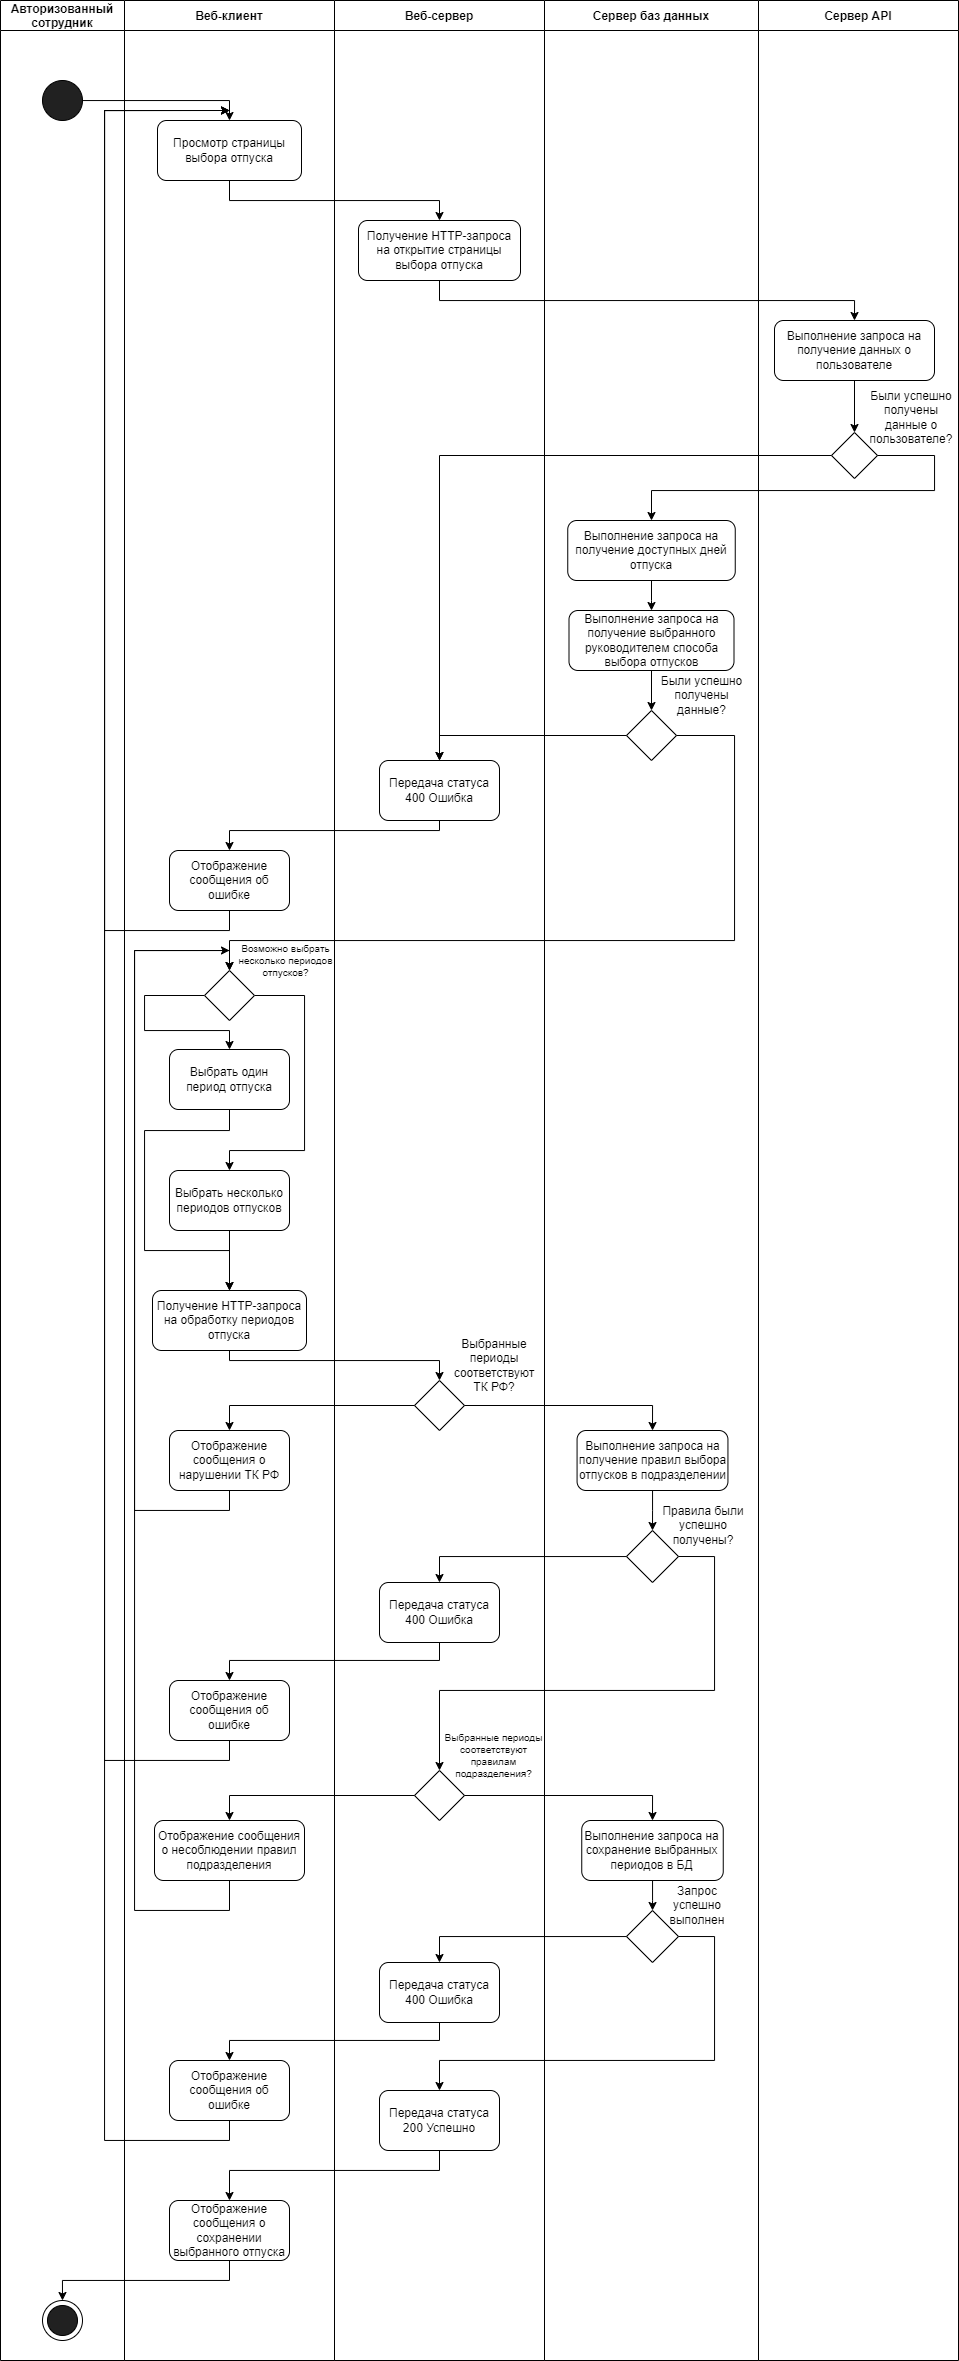 Авторизованный
сотрудник
Веб-клиент
Веб-сервер
Сервер баз данных
Сервер API
Просмотр страницы
выбора отпуска
Получение HTTP-запроса
на открытие страницы
выбора отпуска
Выполнение запроса на
получение данных о
пользователе
Были успешно
получены
данные о
пользователе?
Выполнение запроса на
получение доступных дней
отпуска
Выполнение запроса на
получение выбранного
руководителем способа
выбора отпусков
Были успешно
получены
данные?
Передача статуса
400 Ошибка
Отображение
сообщения об
ошибке
Возможно выбрать
несколько периодов
отпусков?
Выбрать один
период отпуска
Выбрать несколько
периодов отпусков
Получение HTTP-запроса
на обработку периодов
отпуска
Выбранные
периоды
соответствуют
ТК РФ?
Отображение
сообщения о
нарушении ТК РФ
Выполнение запроса на
получение правил выбора
отпусков в подразделении
Правила были
успешно
получены?
Передача статуса
400 Ошибка
Отображение
сообщения об
ошибке
Выбранные периоды
соответствуют
правилам
подразделения?
Отображение сообщения
о несоблюдении правил
подразделения
Выполнение запроса на
сохранение выбранных
периодов в БД
Запрос
успешно
выполнен
Передача статуса
400 Ошибка
Отображение
сообщения об
ошибке
Передача статуса
200 Успешно
Отображение
сообщения о
сохранении
выбранного отпуска